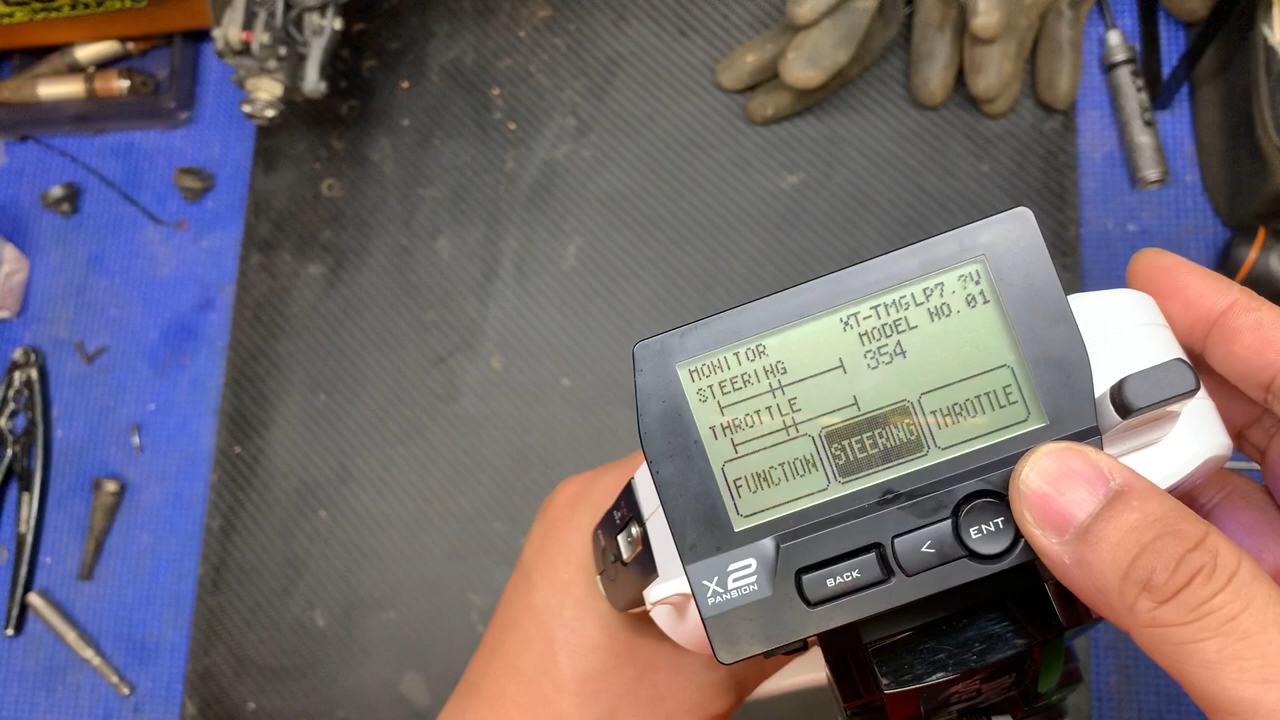 XT-TMGLP7.?V
MODEL NO.01
354
MONITOR
STEERING
THROTTLE
FUNCTION
STEERING
THROTTLE
BACK
<
ENT
X2
PANSION